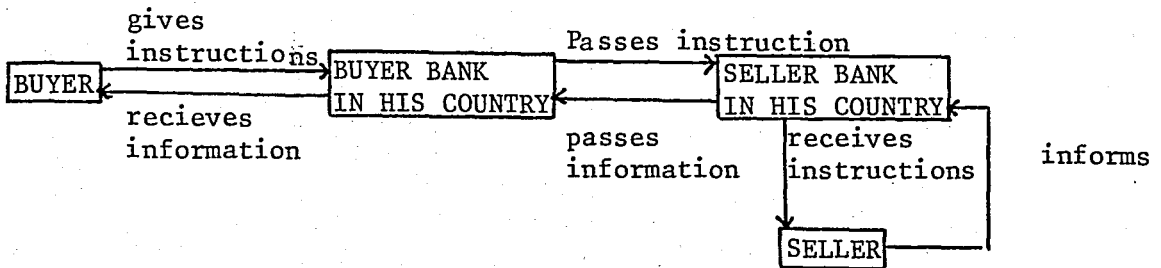 gives
instructions
BUYER
BUYER BANK
IN HIS COUNTRY
recieves
information
Passes instruction
SELLER BANK
IN HIS COUNTRY
passes
information
receives
instructions
informs
SELLER